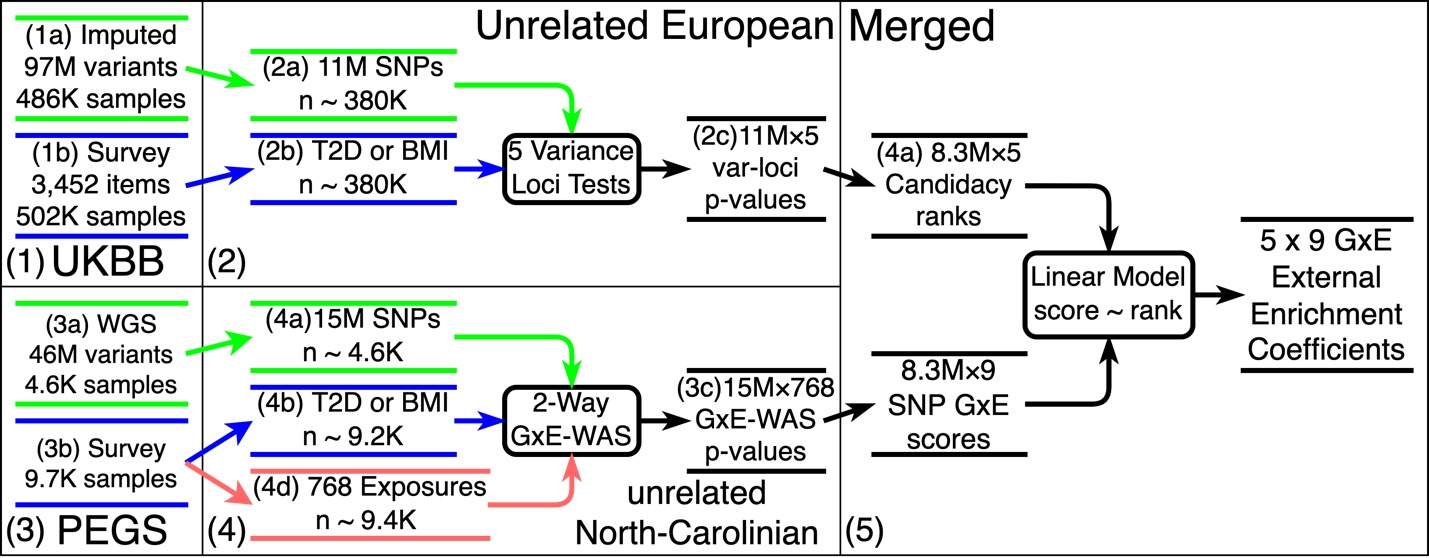 (1a) Imputed
97M variants
486K samples
(1b) Survey
3,452 items
502K samples
(1) UKBB
Unrelated European
(2a) 11M SNPs
n ~ 380K
(2b) T2D or BMI
n ~ 380K
5 Variance
Loci Tests
(2c)11M×5
var-loci
p-values
(2)
(3a) WGS
46M variants
4.6K samples
(3b) Survey
9.7K samples
(3) PEGS
(4a)15M SNPs
n ~ 4.6K
(4b) T2D or BMI
n ~ 9.2K
(4d) 768 Exposures
n ~ 9.4K
2-Way
GxE-WAS
(3c)15M×768
GxE-WAS
p-values
unrelated
North-Carolinian
(4)
Merged
(4a) 8.3M×5
Candidacy
ranks
8.3M×9
SNP GxE
scores
Linear Model
score ~ rank
5 x 9 GxE
External
Enrichment
Coefficients
(5)